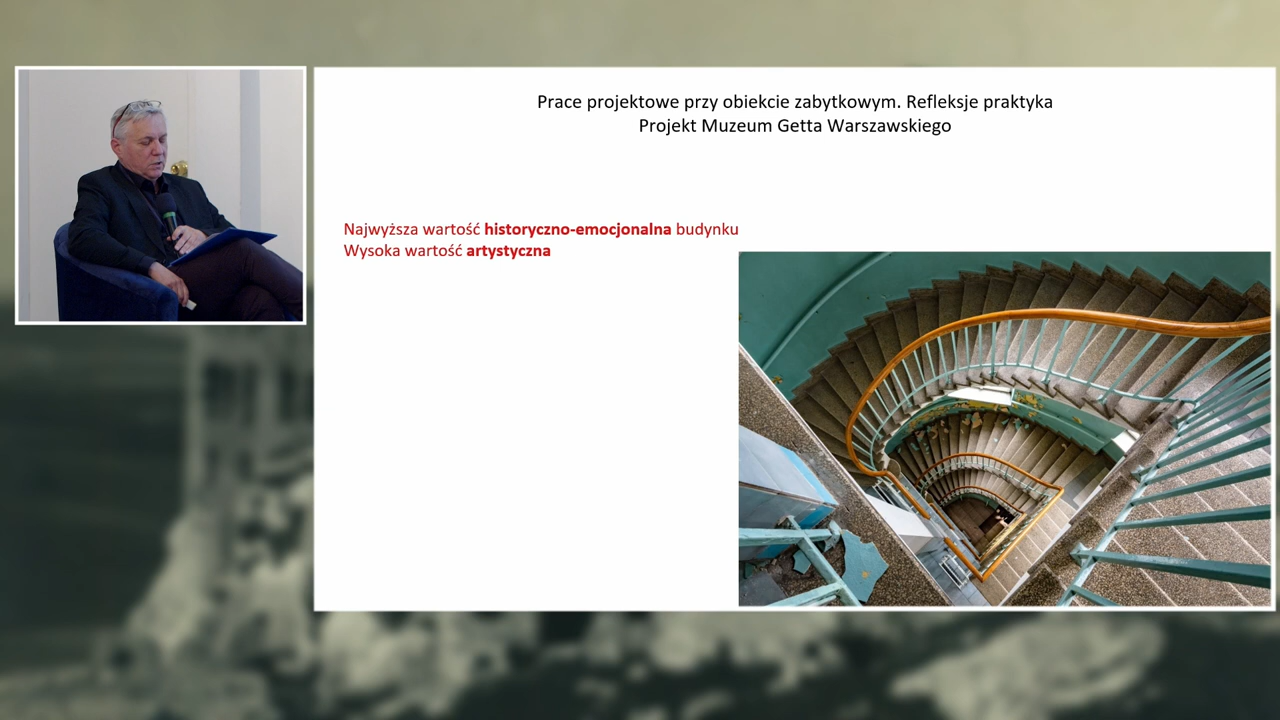 Prace projektowe przy obiekcie zabytkowym. Refleksje praktyka
Projekt Muzeum Getta Warszawskiego
Najwyższa wartość historyczno-emocjonalna budynku
Wysoka wartość artystyczna